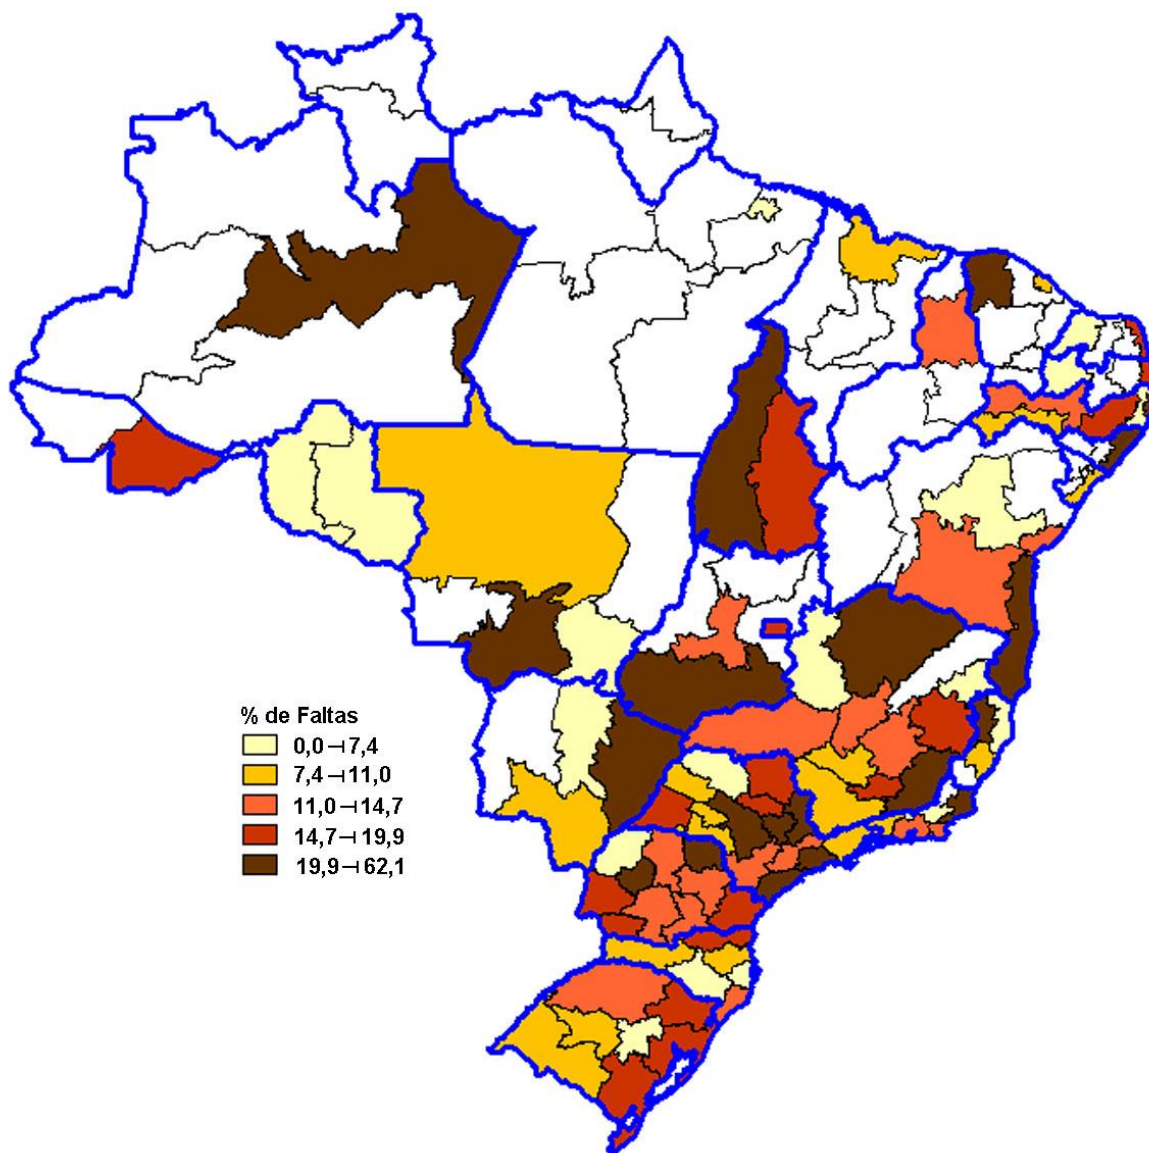 % de Faltas
0,0 ⊣ 7,4
7,4 ⊣ 11,0
11,0 ⊣ 14,7
14,7 ⊣ 19,9
19,9 ⊣ 62,1